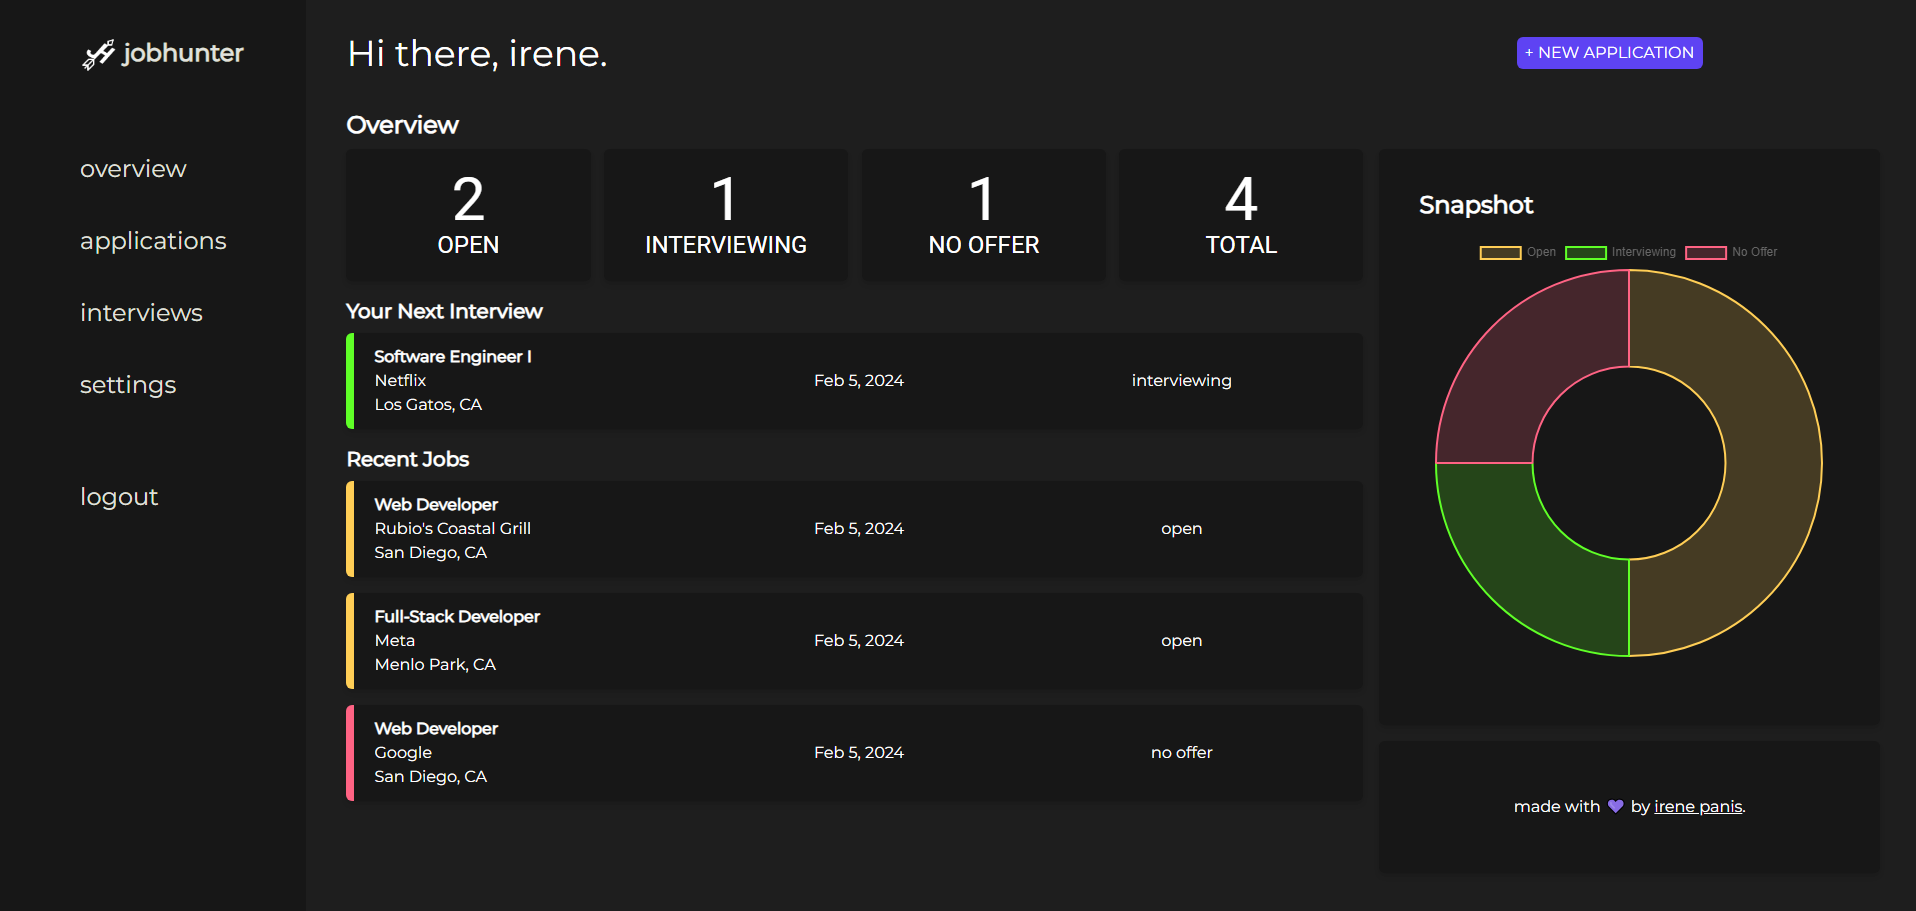 jobhunter
overview
applications
interviews
settings
logout
Hi there, irene.
+ NEW APPLICATION
Overview
2
OPEN
1
INTERVIEWING
1
NO OFFER
4
TOTAL
Your Next Interview
Software Engineer I
Netflix
Los Gatos, CA
Feb 5, 2024
interviewing
Recent Jobs
Web Developer
Rubio's Coastal Grill
San Diego, CA
Feb 5, 2024
open
Full-Stack Developer
Meta
Menlo Park, CA
Feb 5, 2024
open
Web Developer
Google
San Diego, CA
Feb 5, 2024
no offer
Snapshot
Open Interviewing No Offer
made with 💜 by irene panis.